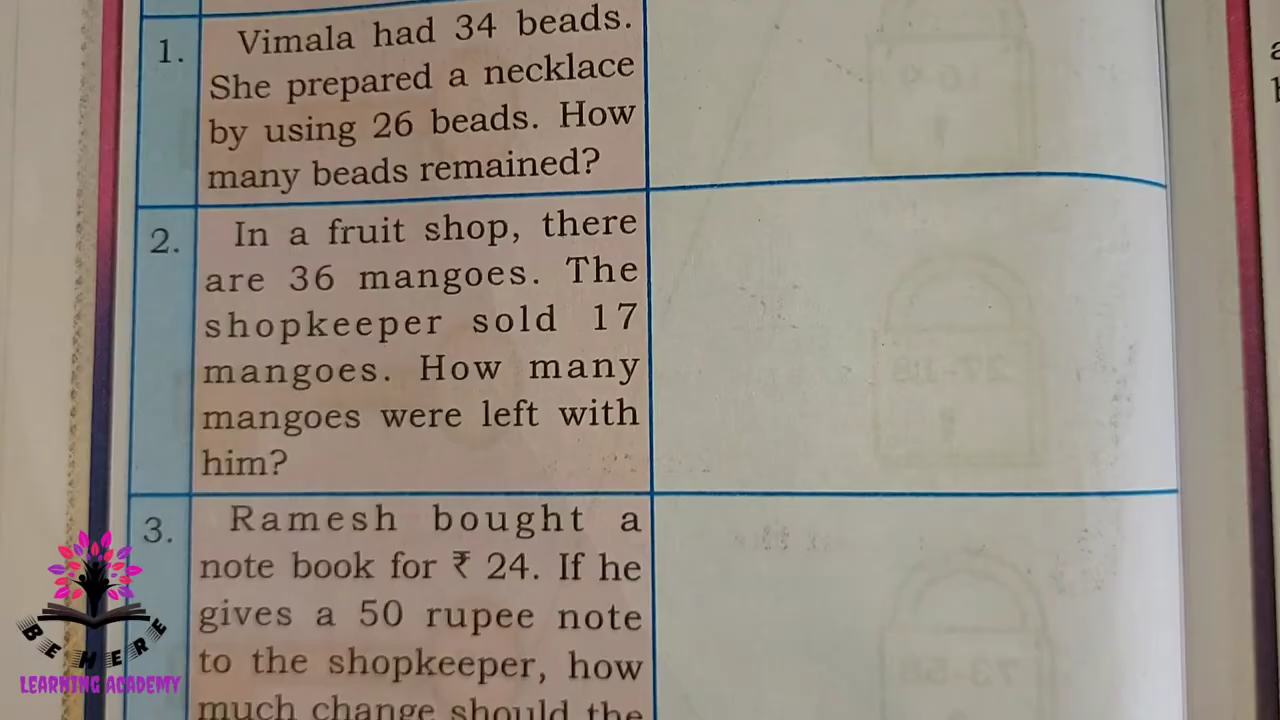 1.
Vimala had 34 beads.
She prepared a necklace
by using 26 beads. How
many beads remained?
2.
In a fruit shop, there
are 36 mangoes. The
shopkeeper sold 17
mangoes. How many
mangoes were left with
him?
3.
Ramesh bought a
note book for ₹ 24. If he
gives a 50 rupee note
to the shopkeeper, how
much change should the
BE HERE
LEARNING ACADEMY